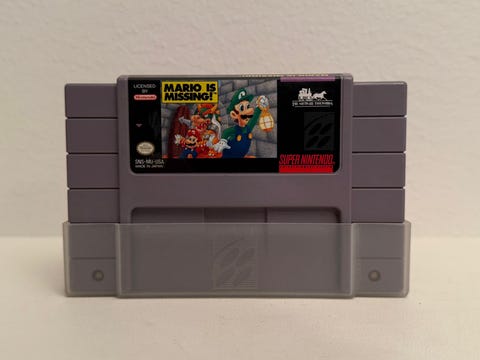 LICENSED
BY
Nintendo
MARIO IS
MISSING!
SNS-MU-USA
MADE IN JAPAN
SUPER NINTENDO